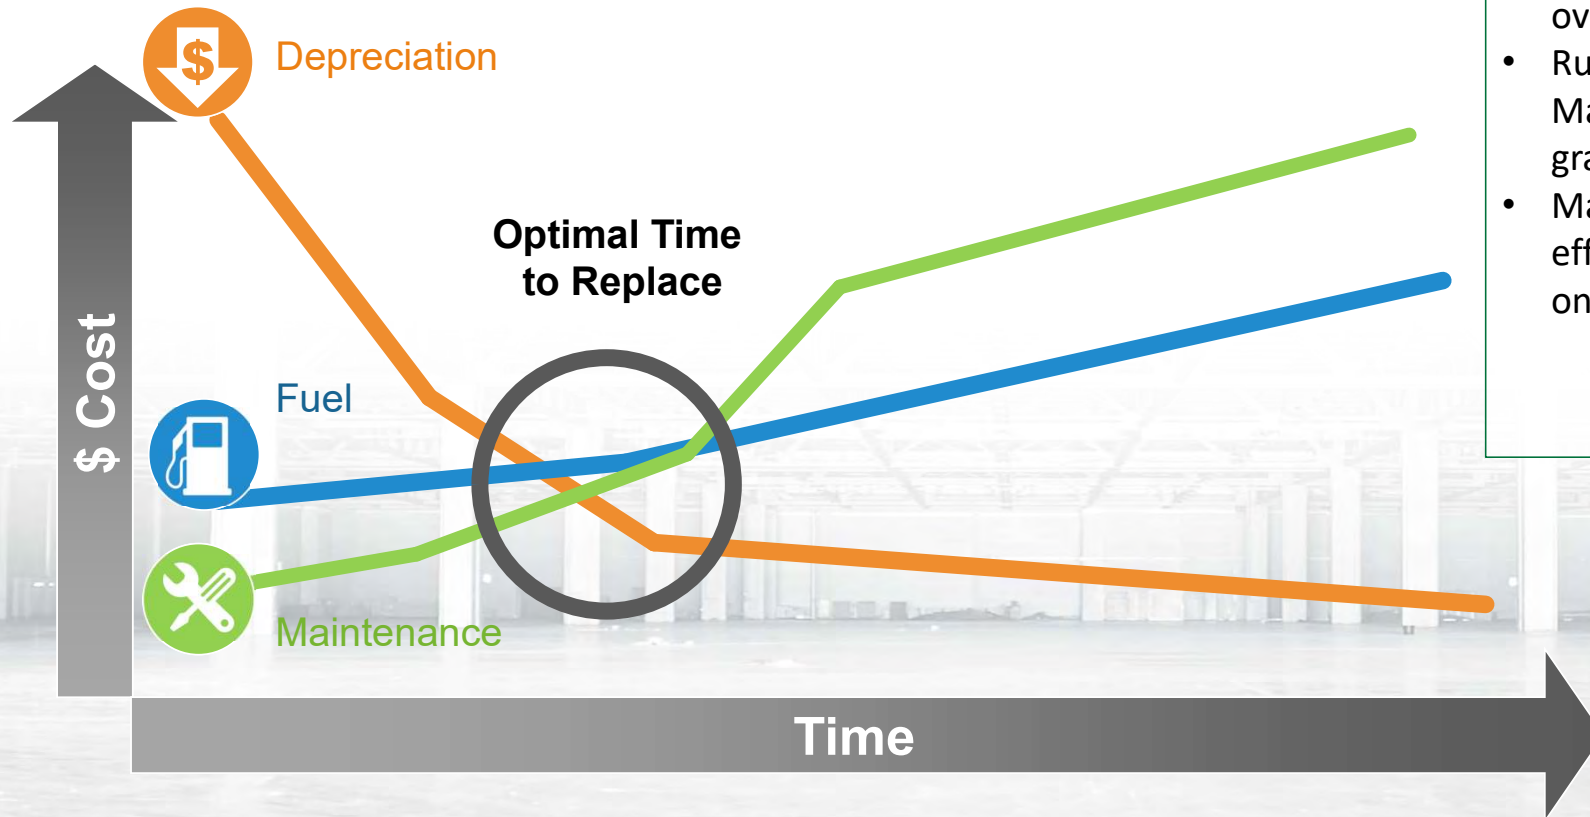 $
Depreciation
Optimal Time
to Replace
$ Cost
Fuel
Maintenance
Time
•
•